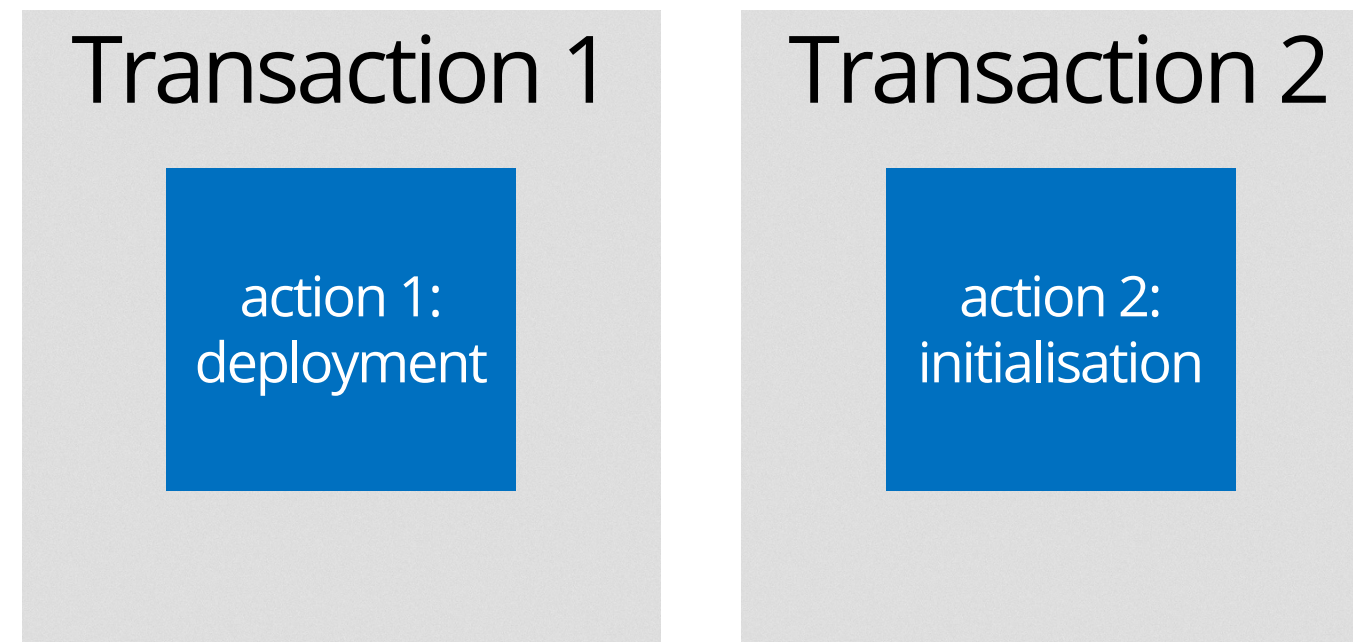 Transaction 1
action 1:
deployment
Transaction 2
action 2:
initialisation